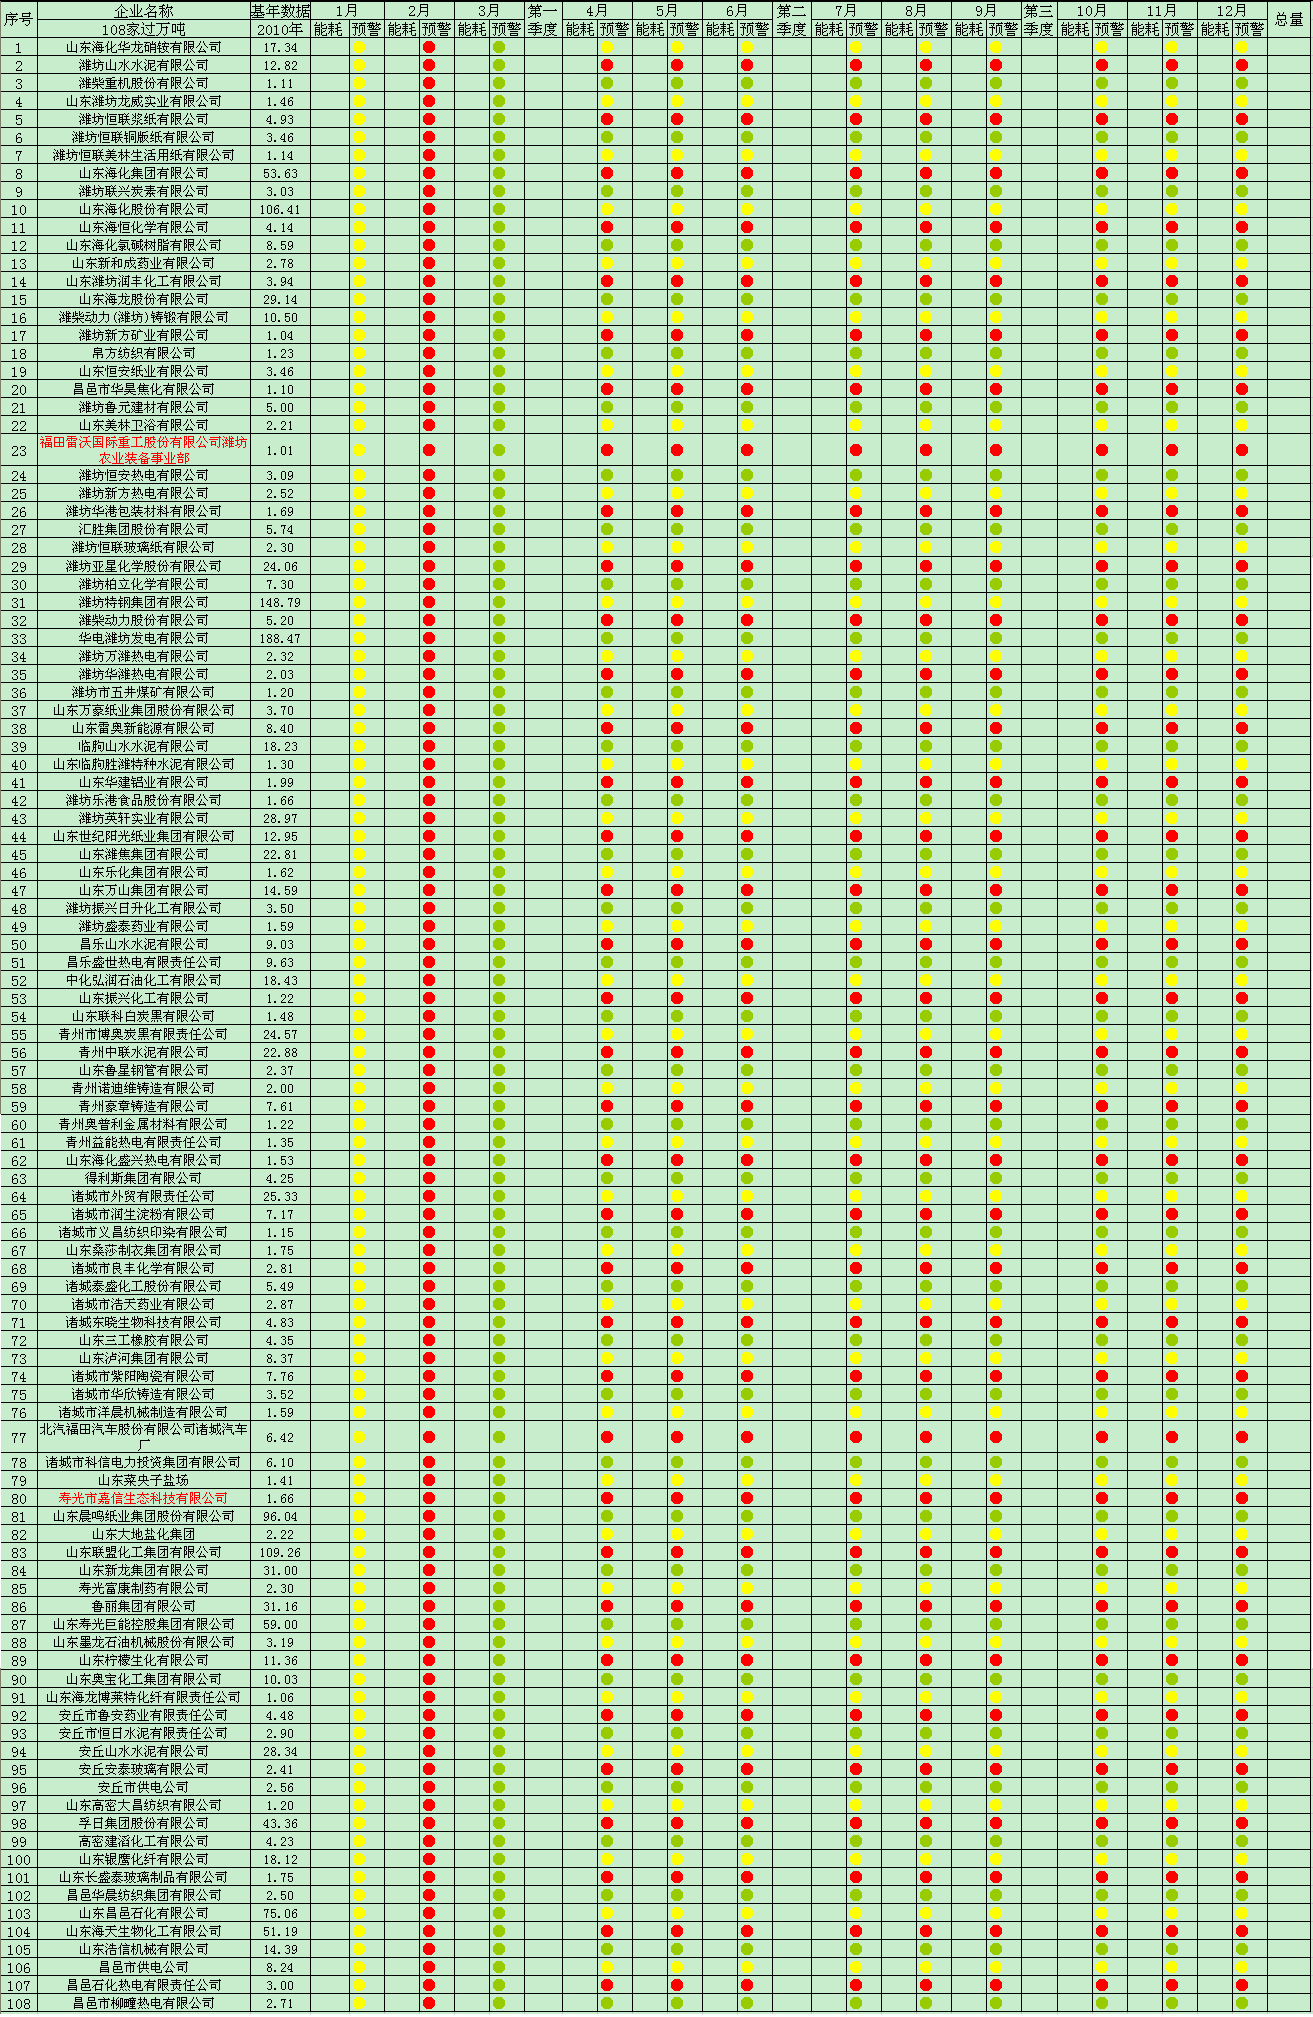 序号 企业名称 基年数据 1月 2月 3月 第一季度 4月 5月 6月 第二季度 7月 8月 9月 第三季度 10月 11月 12月 总量
108家过万吨 2010年 能耗 预警 能耗 预警 能耗 预警 能耗 预警 能耗 预警 能耗 预警 能耗 预警 能耗 预警 能耗 预警 能耗 预警 能耗 预警 能耗 预警
1 山东海化华龙硝铵有限公司 17.34
2 潍坊山水水泥有限公司 12.82
3 潍柴重机股份有限公司 1.11
4 山东潍坊龙威实业有限公司 1.46
5 潍坊恒联浆纸有限公司 4.93
6 潍坊恒联铜版纸有限公司 3.46
7 潍坊恒联美林生活用纸有限公司 1.14
8 山东海化集团有限公司 53.63
9 潍坊联兴炭素有限公司 3.03
10 山东海化股份有限公司 106.41
11 山东海恒化学有限公司 4.14
12 山东海化氯碱树脂有限公司 8.59
13 山东新和成药业有限公司 2.78
14 山东潍坊润丰化工有限公司 3.94
15 山东海龙股份有限公司 29.14
16 潍柴动力(潍坊)铸锻有限公司 10.50
17 潍坊新方矿业有限公司 1.04
18 帛方纺织有限公司 1.23
19 山东恒安纸业有限公司 3.46
20 昌邑市华昊焦化有限公司 1.10
21 潍坊鲁元建材有限公司 5.00
22 山东美林卫浴有限公司 2.21
23 福田雷沃国际重工股份有限公司潍坊农业装备事业部 1.01
24 潍坊恒安热电有限公司 3.09
25 潍坊新方热电有限公司 2.52
26 潍坊华港包装材料有限公司 1.69
27 汇胜集团股份有限公司 5.74
28 潍坊恒联玻璃纸有限公司 2.30
29 潍坊亚星化学股份有限公司 24.06
30 潍坊柏立化学有限公司 7.30
31 潍坊特钢集团有限公司 148.79
32 潍柴动力股份有限公司 5.20
33 华电潍坊发电有限公司 188.47
34 潍坊万潍热电有限公司 2.32
35 潍坊华潍热电有限公司 2.03
36 潍坊市五井煤矿有限公司 1.20
37 山东万豪纸业集团股份有限公司 3.70
38 山东雷奥新能源有限公司 8.40
39 临朐山水水泥有限公司 18.23
40 山东临朐胜潍特种水泥有限公司 1.30
41 山东华建铝业有限公司 1.99
42 潍坊乐港食品股份有限公司 1.66
43 潍坊英轩实业有限公司 28.97
44 山东世纪阳光纸业集团有限公司 12.95
45 山东潍焦集团有限公司 22.81
46 山东乐化集团有限公司 1.62
47 山东万山集团有限公司 14.59
48 潍坊振兴日升化工有限公司 3.50
49 潍坊盛泰药业有限公司 1.59
50 昌乐山水水泥有限公司 9.03
51 昌乐盛世热电有限责任公司 9.63
52 中化弘润石油化工有限公司 18.43
53 山东振兴化工有限公司 1.22
54 山东联科白炭黑有限公司 1.48
55 青州市博奥炭黑有限责任公司 24.57
56 青州中联水泥有限公司 22.88
57 山东鲁星钢管有限公司 2.37
58 青州诺迪维铸造有限公司 2.00
59 青州豪章铸造有限公司 7.61
60 青州奥普利金属材料有限公司 1.22
61 青州益能热电有限责任公司 1.35
62 山东海化盛兴热电有限公司 1.53
63 得利斯集团有限公司 4.25
64 诸城市外贸有限责任公司 25.33
65 诸城市润生淀粉有限公司 7.17
66 诸城市义昌纺织印染有限公司 1.15
67 山东桑莎制衣集团有限公司 1.75
68 诸城市良丰化学有限公司 2.81
69 诸城泰盛化工股份有限公司 5.49
70 诸城市浩天药业有限公司 2.87
71 诸城东晓生物科技有限公司 4.83
72 山东三工橡胶有限公司 4.35
73 山东泸河集团有限公司 8.37
74 诸城市紫阳陶瓷有限公司 7.76
75 诸城市华欣铸造有限公司 3.52
76 诸城市洋晨机械制造有限公司 1.59
77 北汽福田汽车股份有限公司诸城汽车厂 6.42
78 诸城市科信电力投资集团有限公司 6.10
79 山东菜央子盐场 1.41
80 寿光市嘉信生态科技有限公司 1.66
81 山东晨鸣纸业集团股份有限公司 96.04
82 山东大地盐化集团 2.22
83 山东联盟化工集团有限公司 109.26
84 山东新龙集团有限公司 31.00
85 寿光富康制药有限公司 2.30
86 鲁丽集团有限公司 31.16
87 山东寿光巨能控股集团有限公司 59.00
88 山东墨龙石油机械股份有限公司 3.19
89 山东柠檬生化有限公司 11.36
90 山东奥宝化工集团有限公司 10.03
91 山东海龙博莱特化纤有限责任公司 1.06
92 安丘市鲁安药业有限责任公司 4.48
93 安丘市恒日水泥有限责任公司 2.90
94 安丘山水水泥有限公司 28.34
95 安丘安泰玻璃有限公司 2.41
96 安丘市供电公司 2.56
97 山东高密大昌纺织有限公司 1.20
98 孚日集团股份有限公司 43.36
99 高密建滔化工有限公司 4.23
100 山东银鹰化纤有限公司 18.12
101 山东长盛泰玻璃制品有限公司 1.75
102 昌邑华晨纺织集团有限公司 2.50
103 山东昌邑石化有限公司 75.06
104 山东海天生物化工有限公司 51.19
105 山东浩信机械有限公司 14.39
106 昌邑市供电公司 8.24
107 昌邑石化热电有限责任公司 3.00
108 昌邑市柳疃热电有限公司 2.71